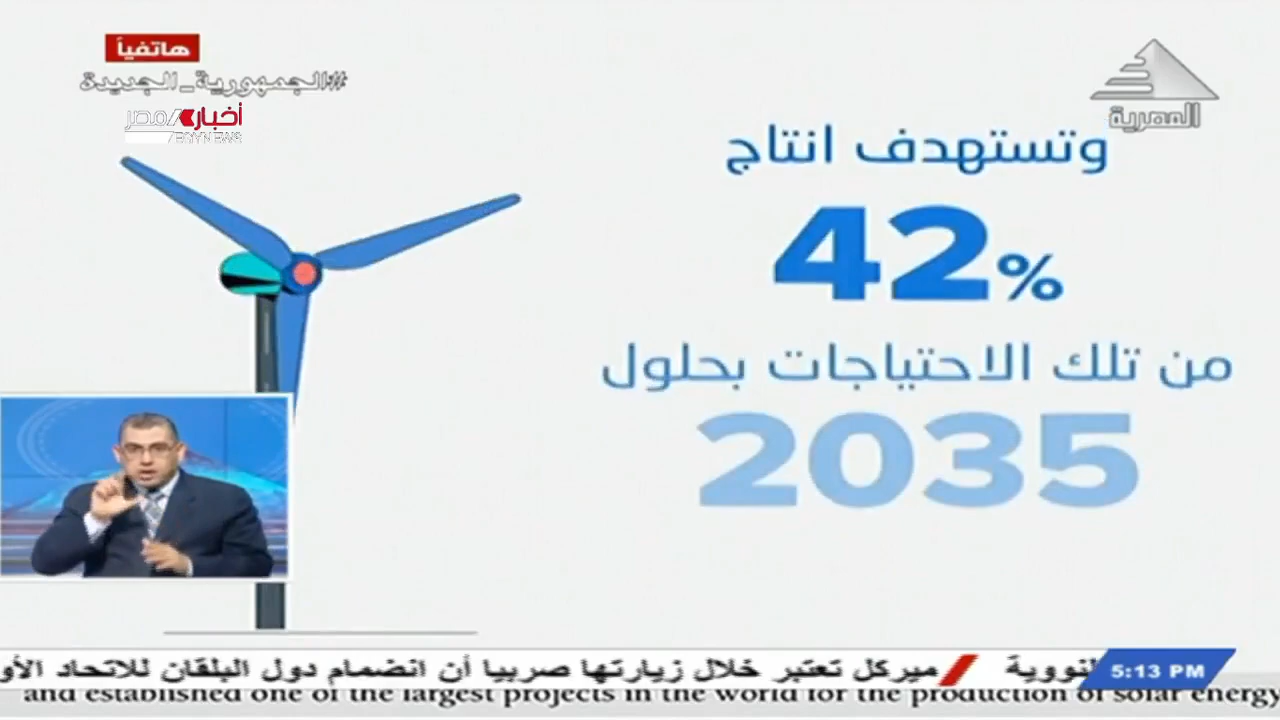 هاتفياً
#الجمهورية_الجديدة
أخبار مصر
EGYNEWS
المصرية
وتستهدف انتاج
42%
من تلك الاحتياجات بحلول
2035
ميركل تعتبر خلال زيارتها صربيا أن انضمام دول البلقان للاتحاد الأو
5:13 PM
and established one of the largest projects in the world for the production of solar energy